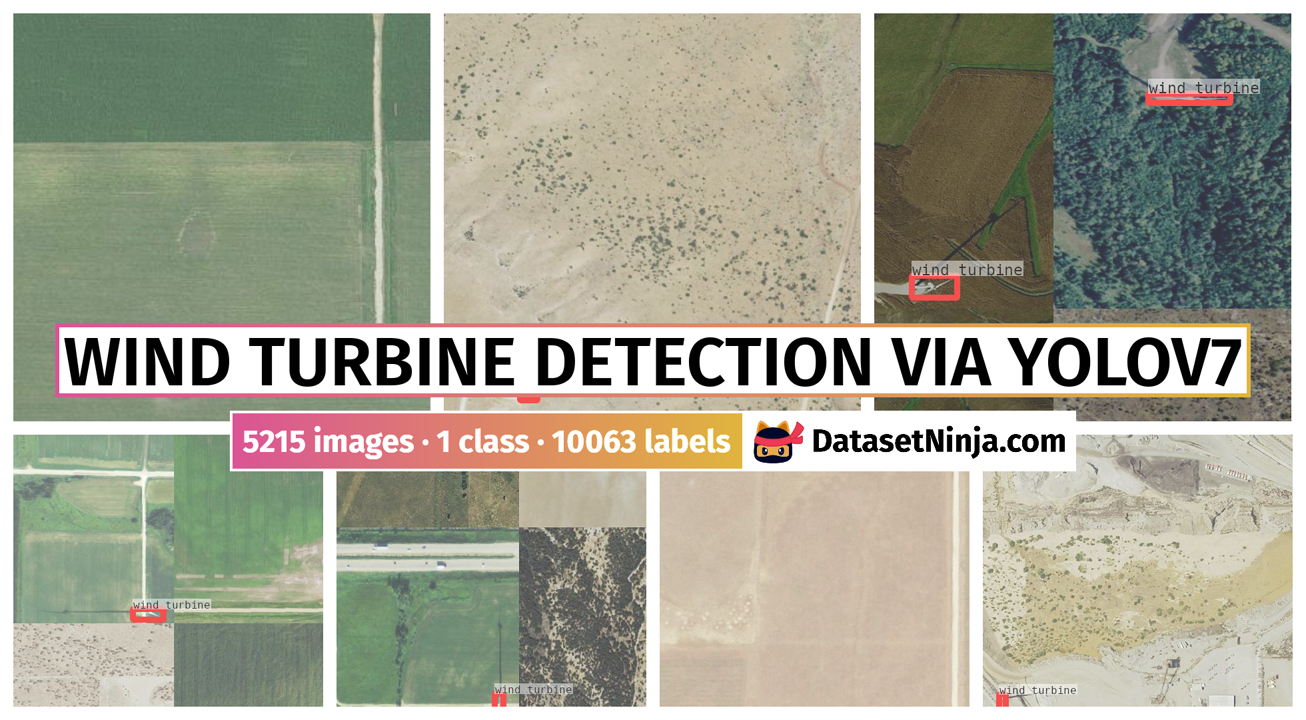 wind turbine
wind turbine
WIND TURBINE DETECTION VIA YOLOV7
5215 images · 1 class · 10063 labels
DatasetNinja.com
wind turbine
wind turbine
wind turbine